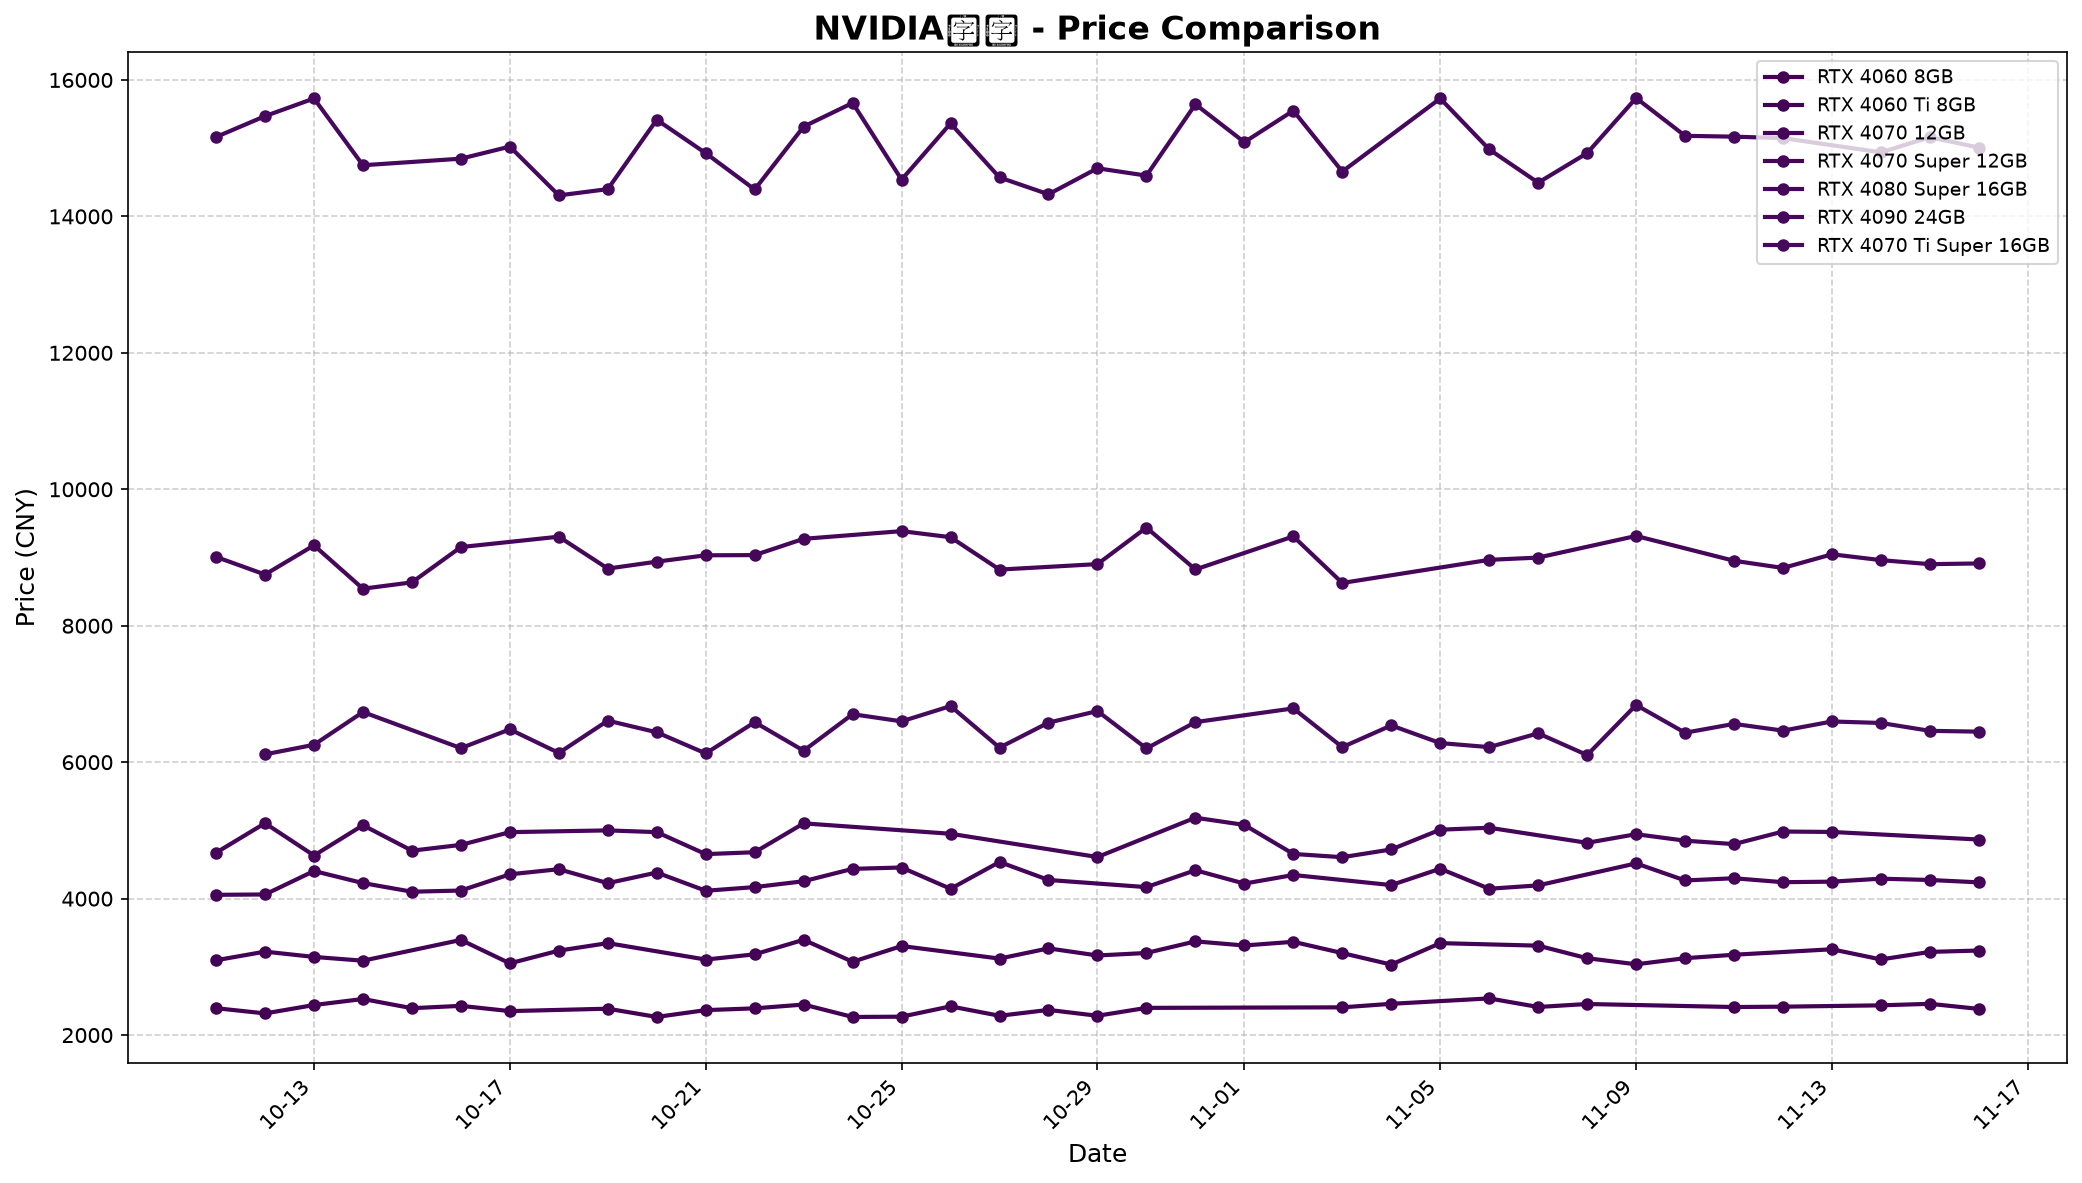 NVIDIA - Price Comparison
RTX 4060 8GB
RTX 4060 Ti 8GB
RTX 4070 12GB
RTX 4070 Super 12GB
RTX 4080 Super 16GB
RTX 4090 24GB
RTX 4070 Ti Super 16GB
Price (CNY)
16000
14000
12000
10000
8000
6000
4000
2000
10-13
10-17
10-21
10-25
10-29
11-01
11-05
11-09
11-13
11-17
Date